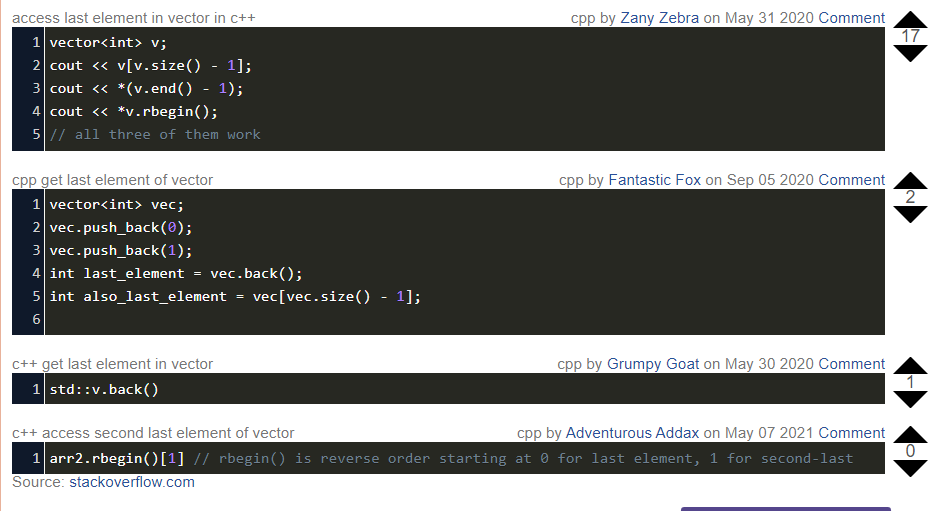 access last element in vector in c++ cpp by Zany Zebra on May 31 2020 Comment
17
1 vector<int> v;
2 cout << v[v.size() - 1];
3 cout << *(v.end() - 1);
4 cout << *v.rbegin();
5 // all three of them work
cpp get last element of vector cpp by Fantastic Fox on Sep 05 2020 Comment
2
1 vector<int> vec;
2 vec.push_back(0);
3 vec.push_back(1);
4 int last_element = vec.back();
5 int also_last_element = vec[vec.size() - 1];
6
c++ get last element in vector cpp by Grumpy Goat on May 30 2020 Comment
1
1 std::v.back()
c++ access second last element of vector cpp by Adventurous Addax on May 07 2021 Comment
0
1 arr2.rbegin()[1] // rbegin() is reverse order starting at 0 for last element, 1 for second-last
Source: stackoverflow.com